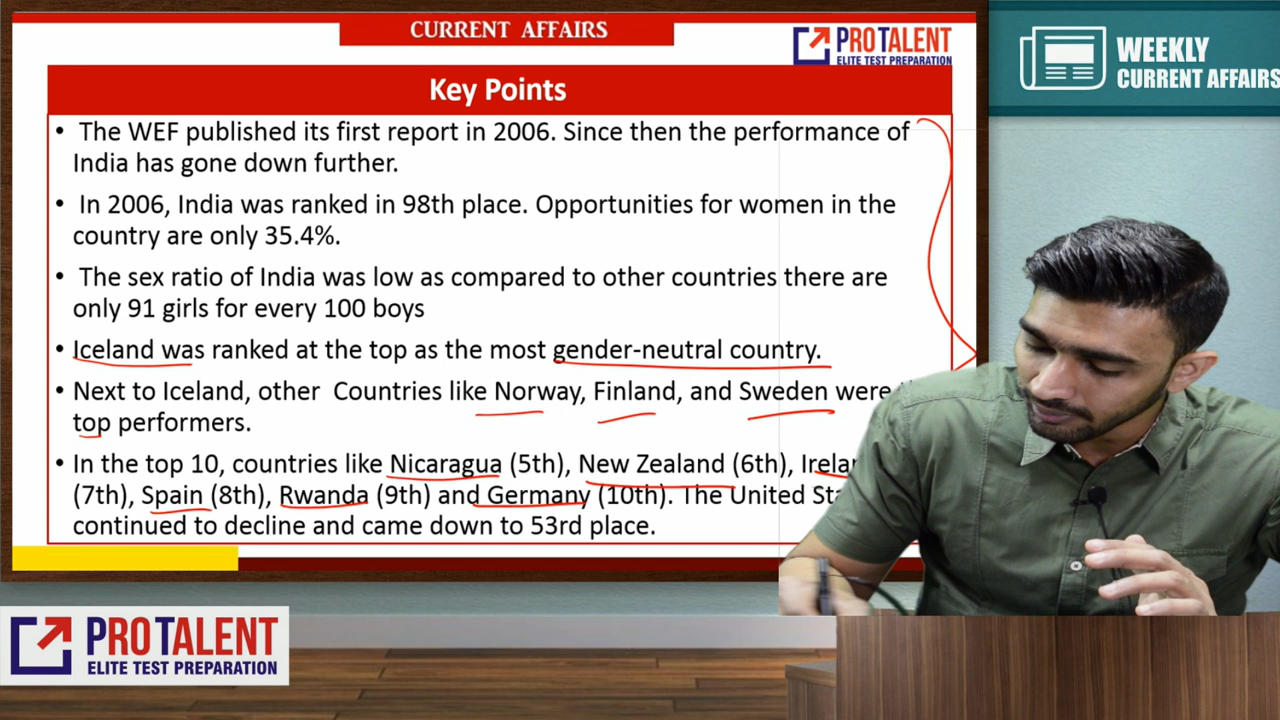 CURRENT AFFAIRS
PRO TALENT
ELITE TEST PREPARATION
WEEKLY
CURRENT AFFAIRS
Key Points
• The WEF published its first report in 2006. Since then the performance of
India has gone down further.
• In 2006, India was ranked in 98th place. Opportunities for women in the
country are only 35.4%.
• The sex ratio of India was low as compared to other countries there are
only 91 girls for every 100 boys
• Iceland was ranked at the top as the most gender-neutral country.
• Next to Iceland, other Countries like Norway, Finland, and Sweden were
top performers.
• In the top 10, countries like Nicaragua (5th), New Zealand (6th),
(7th), Spain (8th), Rwanda (9th) and Germany (10th). The United
continued to decline and came down to 53rd place.
PRO TALENT
ELITE TEST PREPARATION